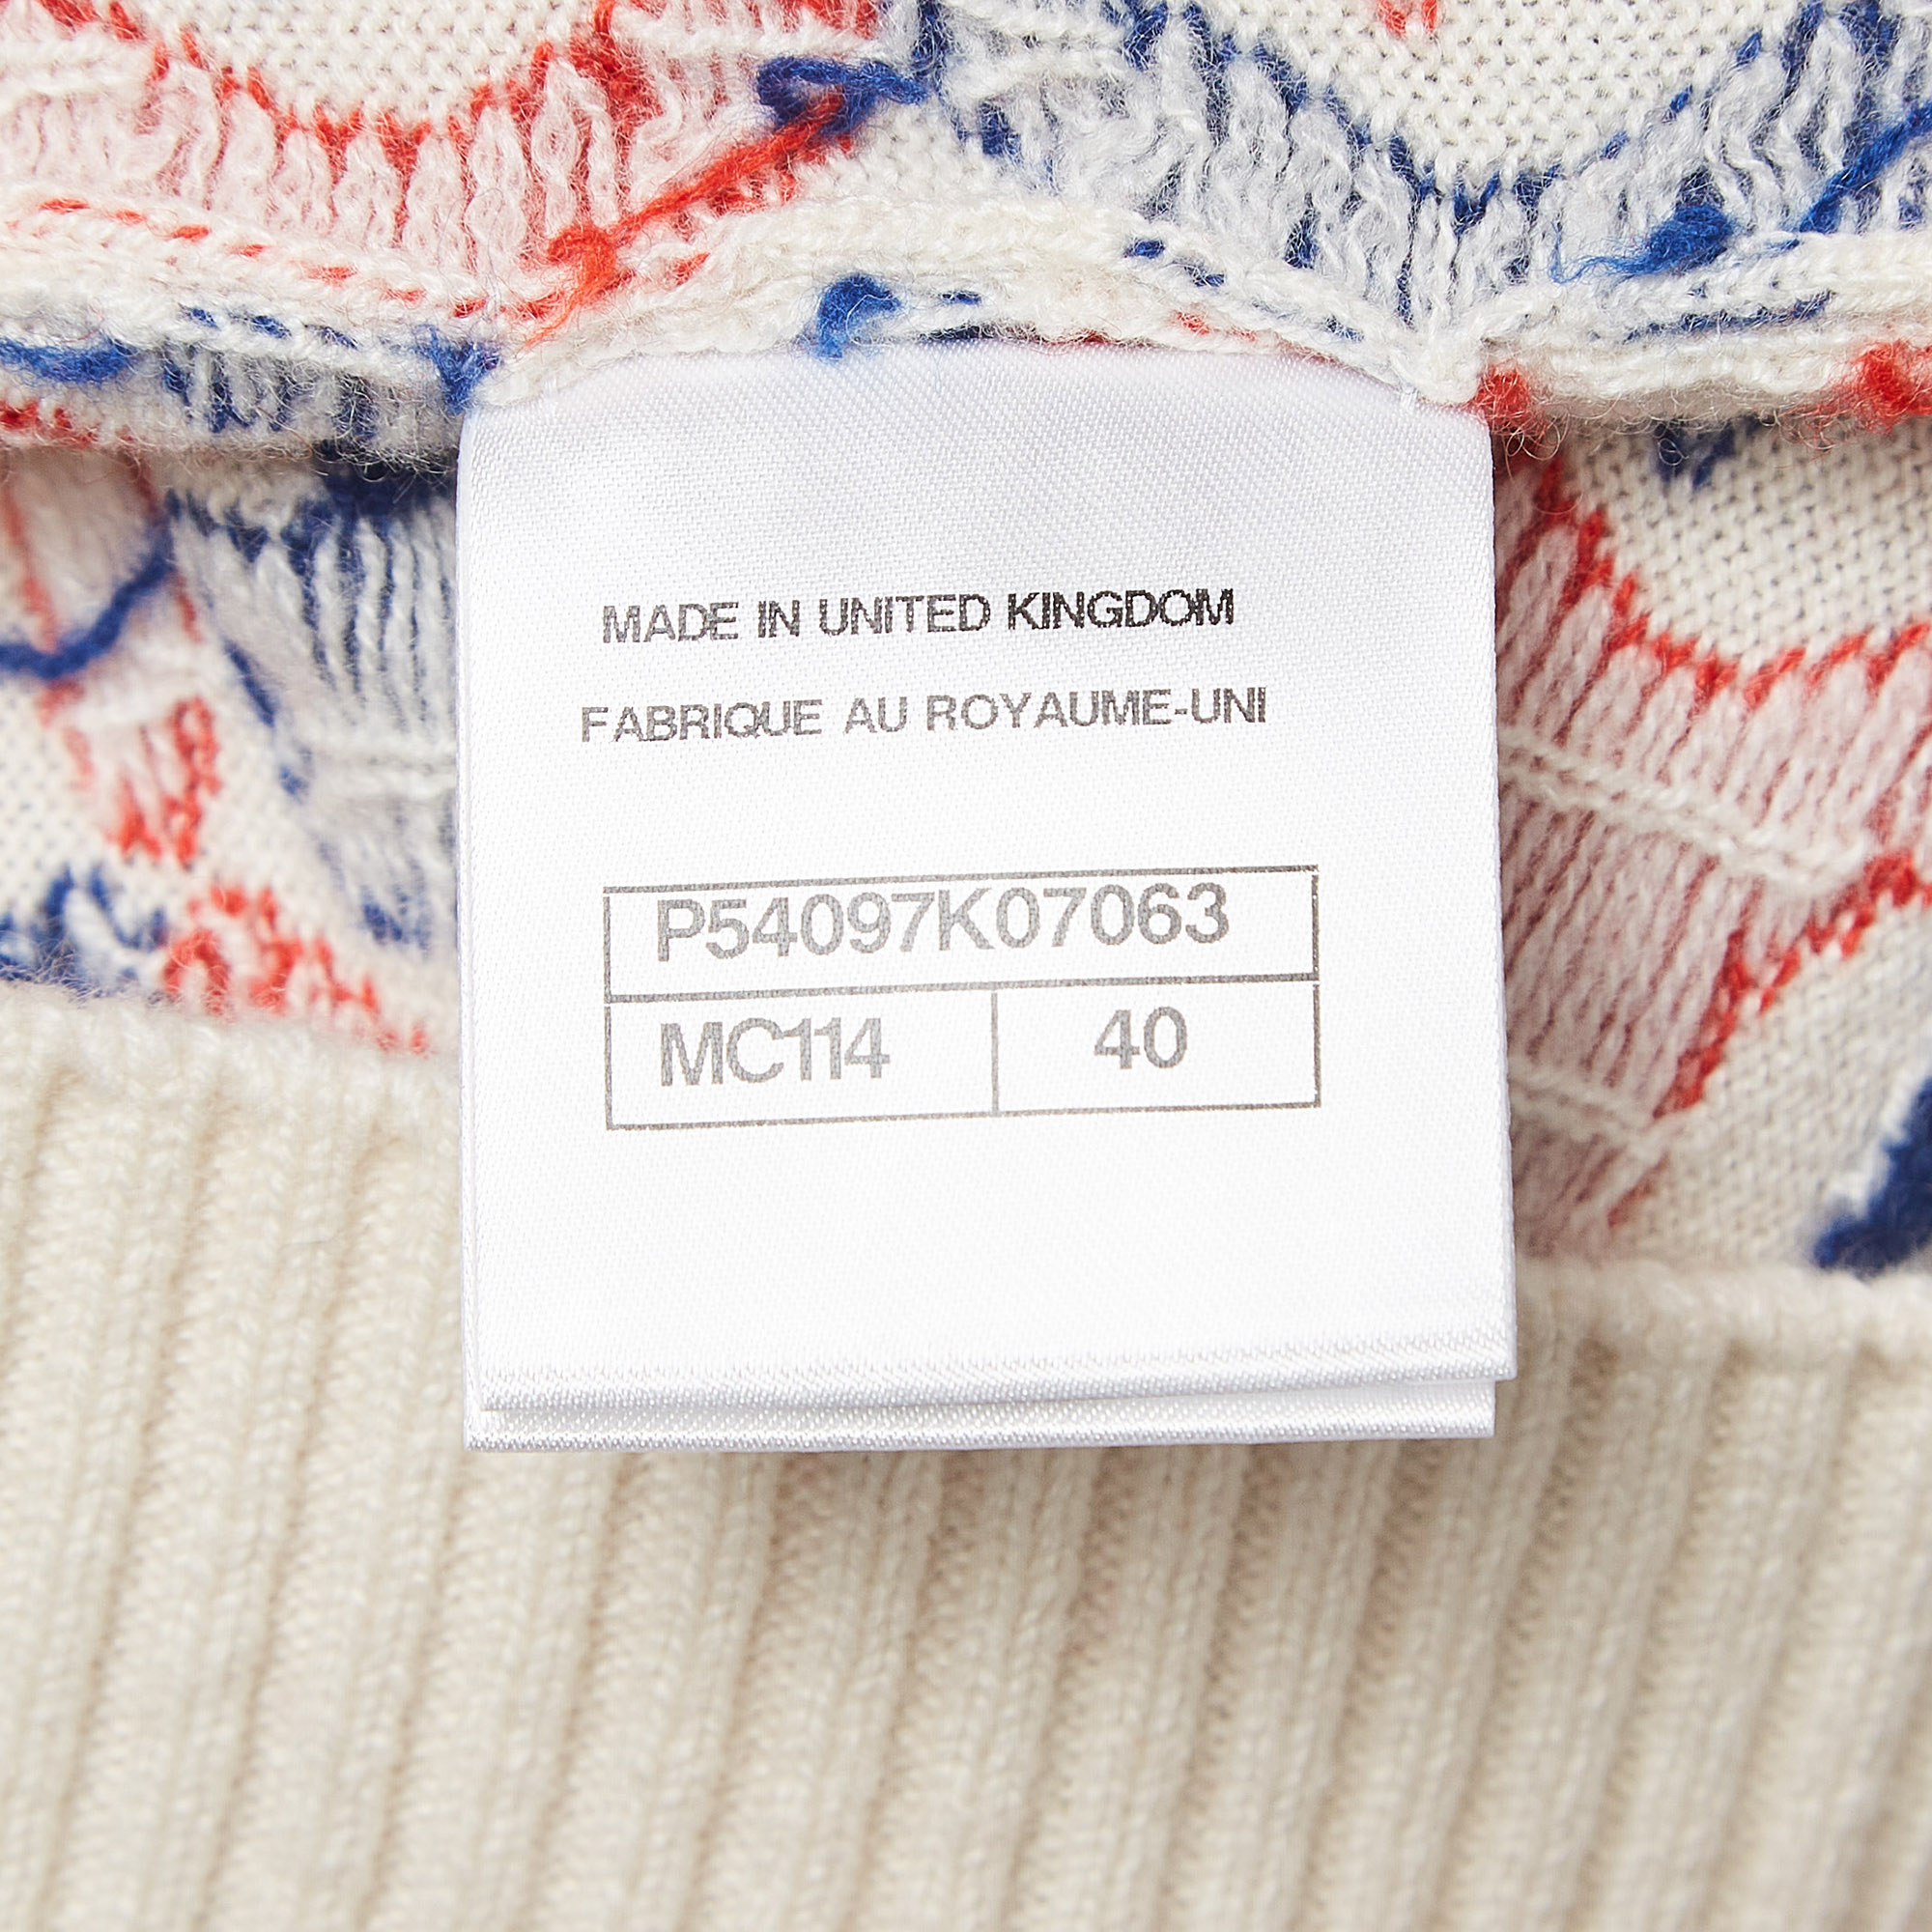 MADE IN UNITED KINGDOM
FABRIQUE AU ROYAUME-UNI
P54097K07063
MC114 40